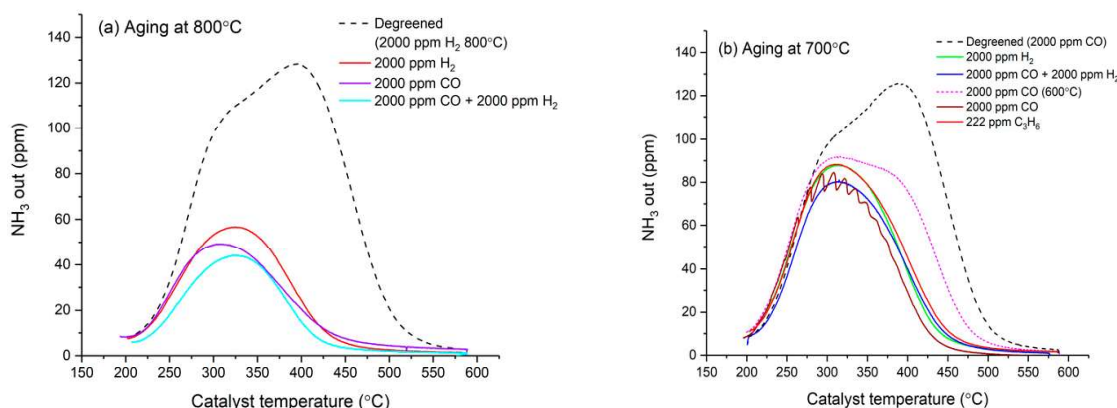 (a) Aging at 800°C
Degreened
(2000 ppm H₂ 800°C)
2000 ppm H₂
2000 ppm CO
2000 ppm CO + 2000 ppm H₂
140
120
100
80
60
40
20
0
NH₃ out (ppm)
150 200 250 300 350 400 450 500 550 600
Catalyst temperature (°C)
(b) Aging at 700°C
Degreened (2000 ppm CO)
2000 ppm H₂
2000 ppm CO + 2000 ppm H₂
2000 ppm CO (600°C)
2000 ppm CO
222 ppm C₃H₆
140
120
100
80
60
40
20
0
NH₃ out (ppm)
150 200 250 300 350 400 450 500 550 600
Catalyst temperature (°C)